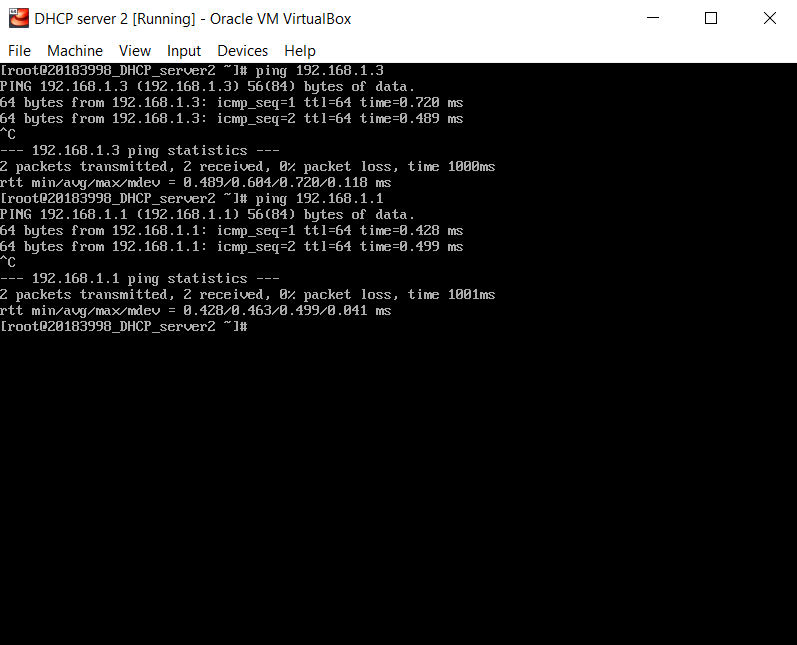 DHCP server 2 [Running] - Oracle VM VirtualBox
File Machine View Input Devices Help
[root@20183998_DHCP_server2 ~]# ping 192.168.1.3
PING 192.168.1.3 (192.168.1.3) 56(84) bytes of data.
64 bytes from 192.168.1.3: icmp_seq=1 ttl=64 time=0.720 ms
64 bytes from 192.168.1.3: icmp_seq=2 ttl=64 time=0.489 ms
^C
--- 192.168.1.3 ping statistics ---
2 packets transmitted, 2 received, 0% packet loss, time 1000ms
rtt min/avg/max/mdev = 0.489/0.604/0.720/0.118 ms
[root@20183998_DHCP_server2 ~]# ping 192.168.1.1
PING 192.168.1.1 (192.168.1.1) 56(84) bytes of data.
64 bytes from 192.168.1.1: icmp_seq=1 ttl=64 time=0.428 ms
64 bytes from 192.168.1.1: icmp_seq=2 ttl=64 time=0.499 ms
^C
--- 192.168.1.1 ping statistics ---
2 packets transmitted, 2 received, 0% packet loss, time 1001ms
rtt min/avg/max/mdev = 0.428/0.463/0.499/0.041 ms
[root@20183998_DHCP_server2 ~]#